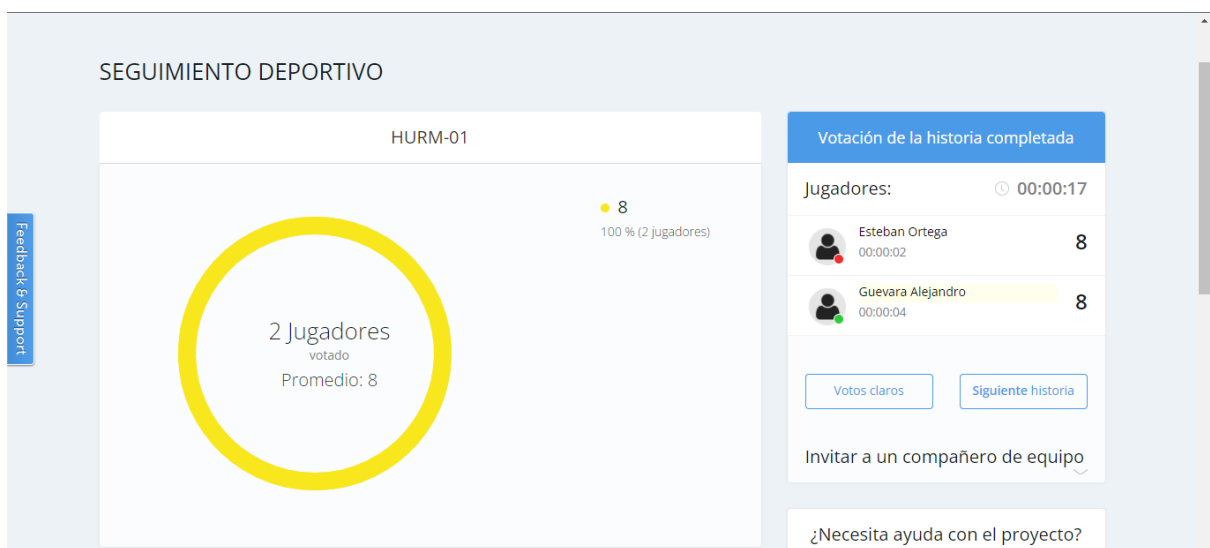 SEGUIMIENTO DEPORTIVO
HURM-01
8
100 % (2 jugadores)
2 Jugadores
votado
Promedio: 8
Votación de la historia completada
Jugadores: 00:00:17
Esteban Ortega
00:00:02
8
Guevara Alejandro
00:00:04
8
Votos claros
Siguiente historia
Invitar a un compañero de equipo
¿Necesita ayuda con el proyecto?
Feedback & Support